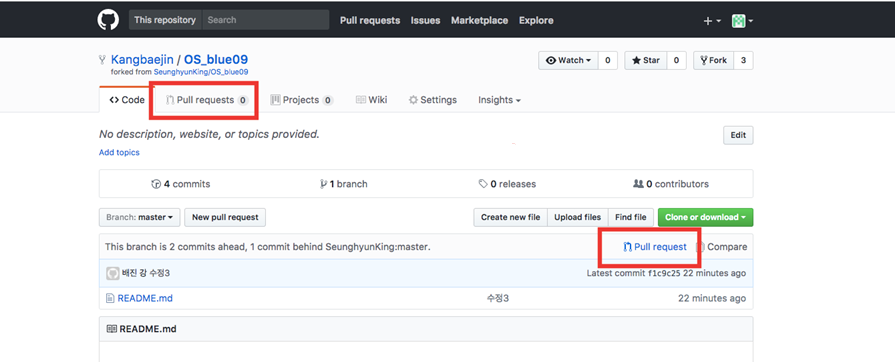 This repository Search Pull requests Issues Marketplace Explore
Kangbaejin / OS_blue09 Watch 0 Star 0 Fork 3
forked from SeunghyunKing/OS_blue09
Code Pull requests 0 Projects 0 Wiki Settings Insights
No description, website, or topics provided. Edit
Add topics
4 commits 1 branch 0 releases 0 contributors
Branch: master New pull request Create new file Upload files Find file Clone or download
This branch is 2 commits ahead, 1 commit behind SeunghyunKing:master. Pull request Compare
배진 강 수정3 Latest commit f1c9c25 22 minutes ago
README.md 수정3 22 minutes ago
README.md